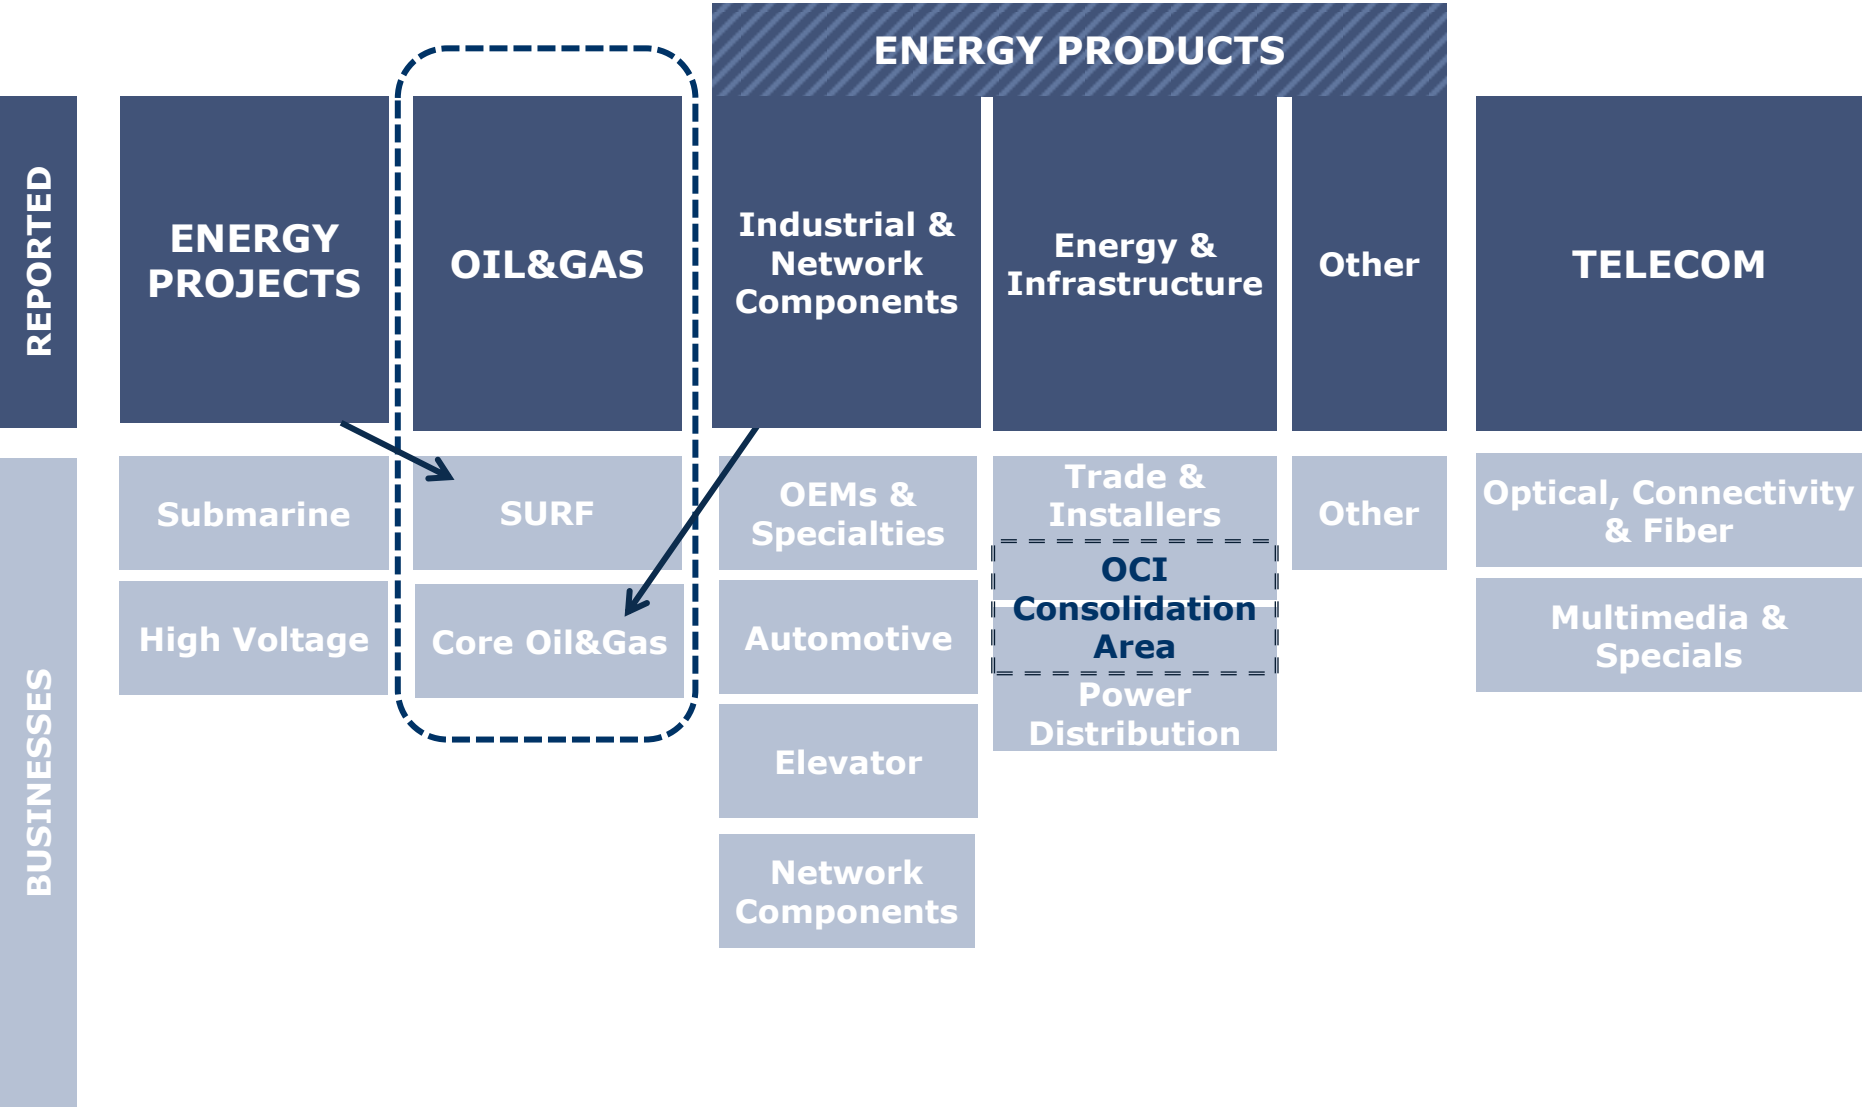 ENERGY PRODUCTS
REPORTED
ENERGY
PROJECTS
OIL&GAS
Industrial &
Network
Components
Energy &
Infrastructure
Other
TELECOM
BUSINESSES
Submarine
High Voltage
SURF
Core Oil&Gas
OEMs &
Specialties
Automotive
Elevator
Network
Components
Trade &
Installers
OCI
Consolidation
Area
Power
Distribution
Other
Optical, Connectivity
& Fiber
Multimedia &
Specials